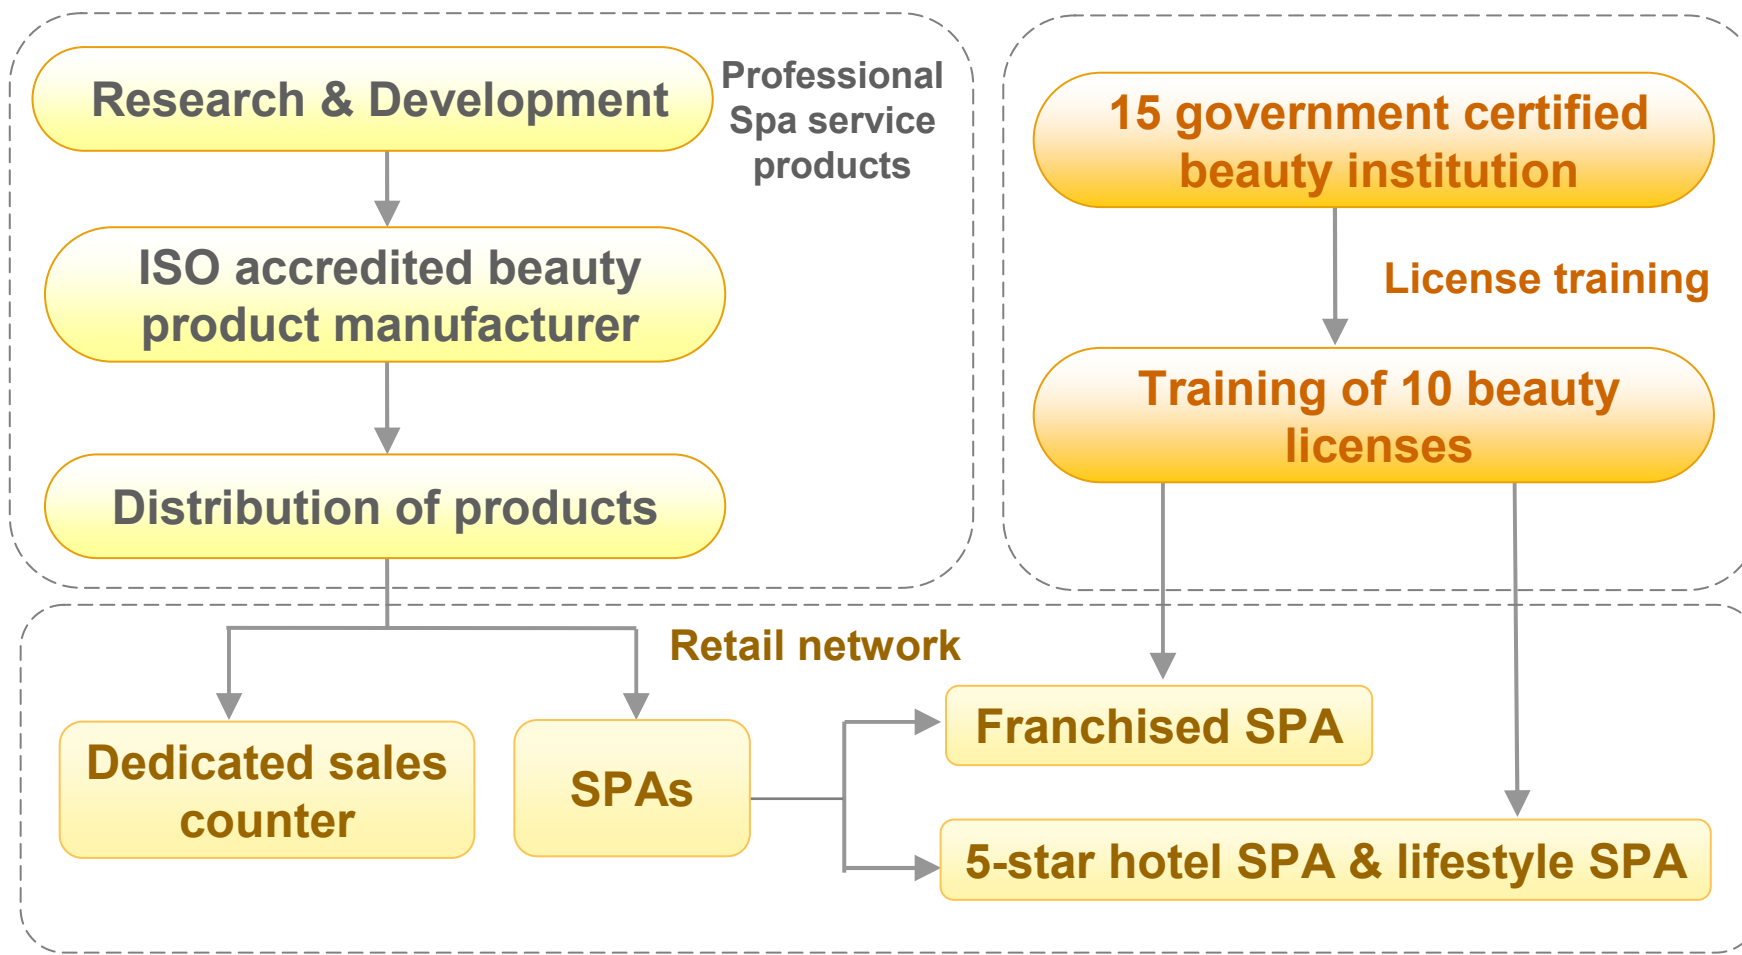 Research & Development
Professional
Spa service
products
ISO accredited beauty
product manufacturer
Distribution of products
15 government certified
beauty institution
License training
Training of 10 beauty
licenses
Retail network
Dedicated sales
counter
SPAs
Franchised SPA
5-star hotel SPA & lifestyle SPA